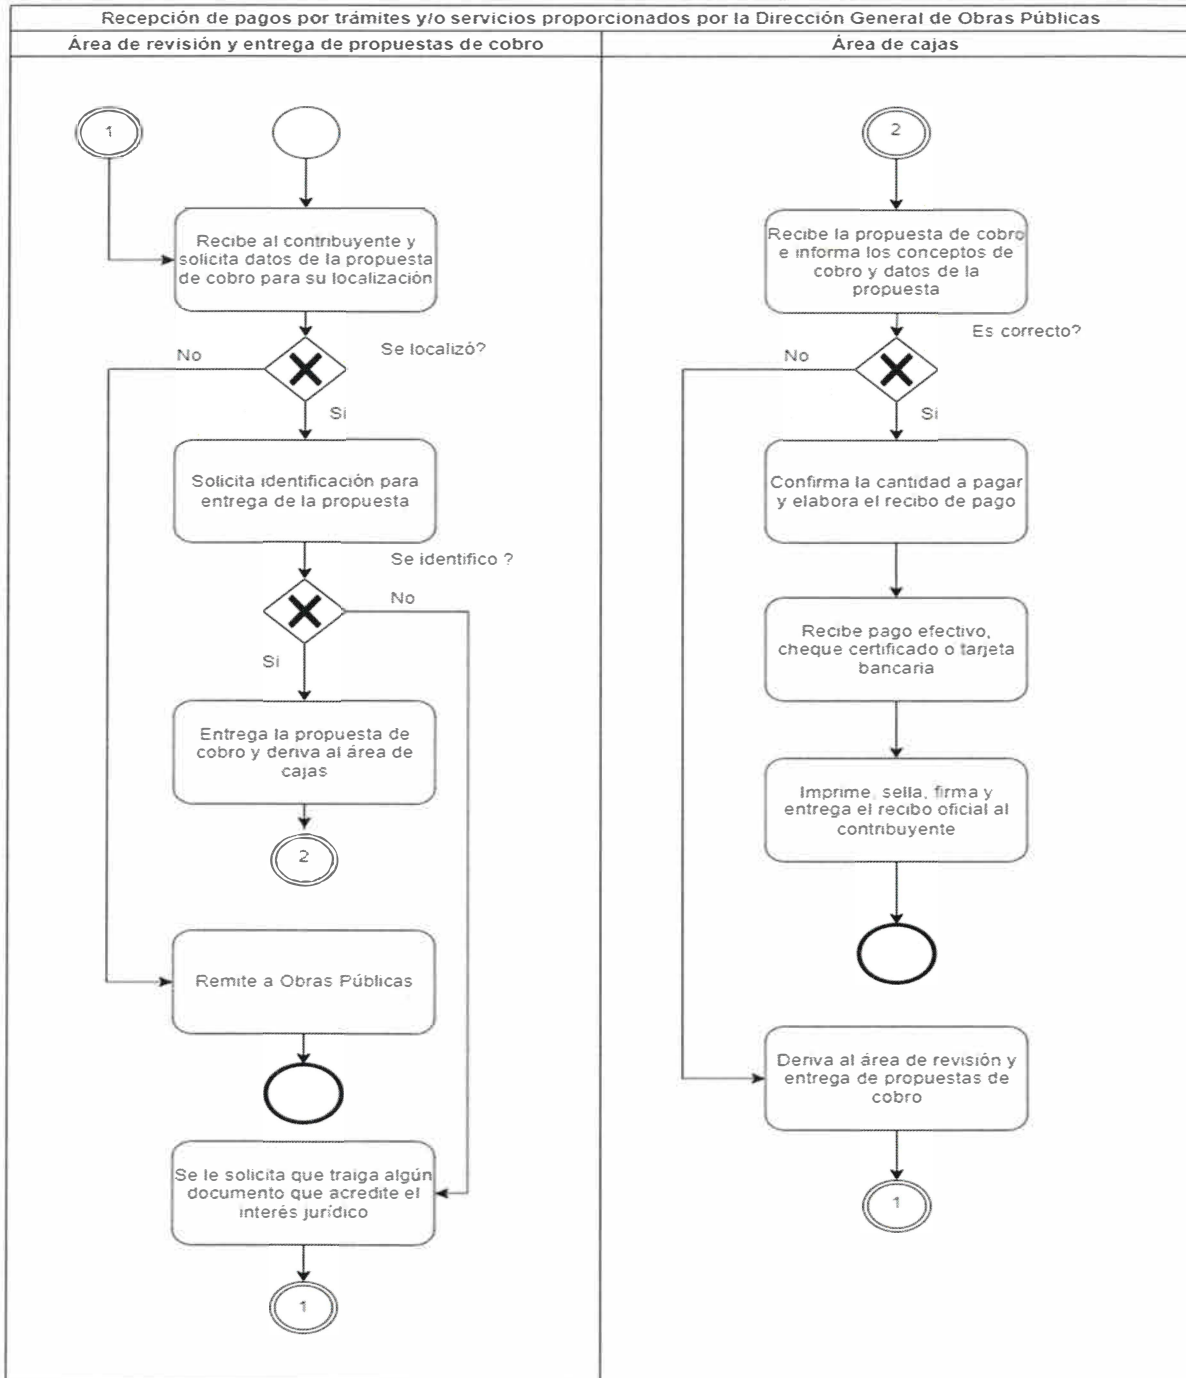 Recepción de pagos por trámites y/o servicios proporcionados por la Dirección General de Obras Públicas
Área de revisión y entrega de propuestas de cobro
Área de cajas
1
Recibe al contribuyente y
solicita datos de la propuesta
de cobro para su localización
Se localizó?
No
Si
Solicita identificación para
entrega de la propuesta
Se identifico ?
No
Si
Entrega la propuesta de
cobro y deriva al área de
cajas
2
Remite a Obras Públicas
Se le solicita que traiga algún
documento que acredite el
interés jurídico
1
2
Recibe la propuesta de cobro
e informa los conceptos de
cobro y datos de la
propuesta
Es correcto?
No
Si
Confirma la cantidad a pagar
y elabora el recibo de pago
Recibe pago efectivo,
cheque certificado o tarjeta
bancaria
Imprime, sella, firma y
entrega el recibo oficial al
contribuyente
Deriva al área de revisión y
entrega de propuestas de
cobro
1